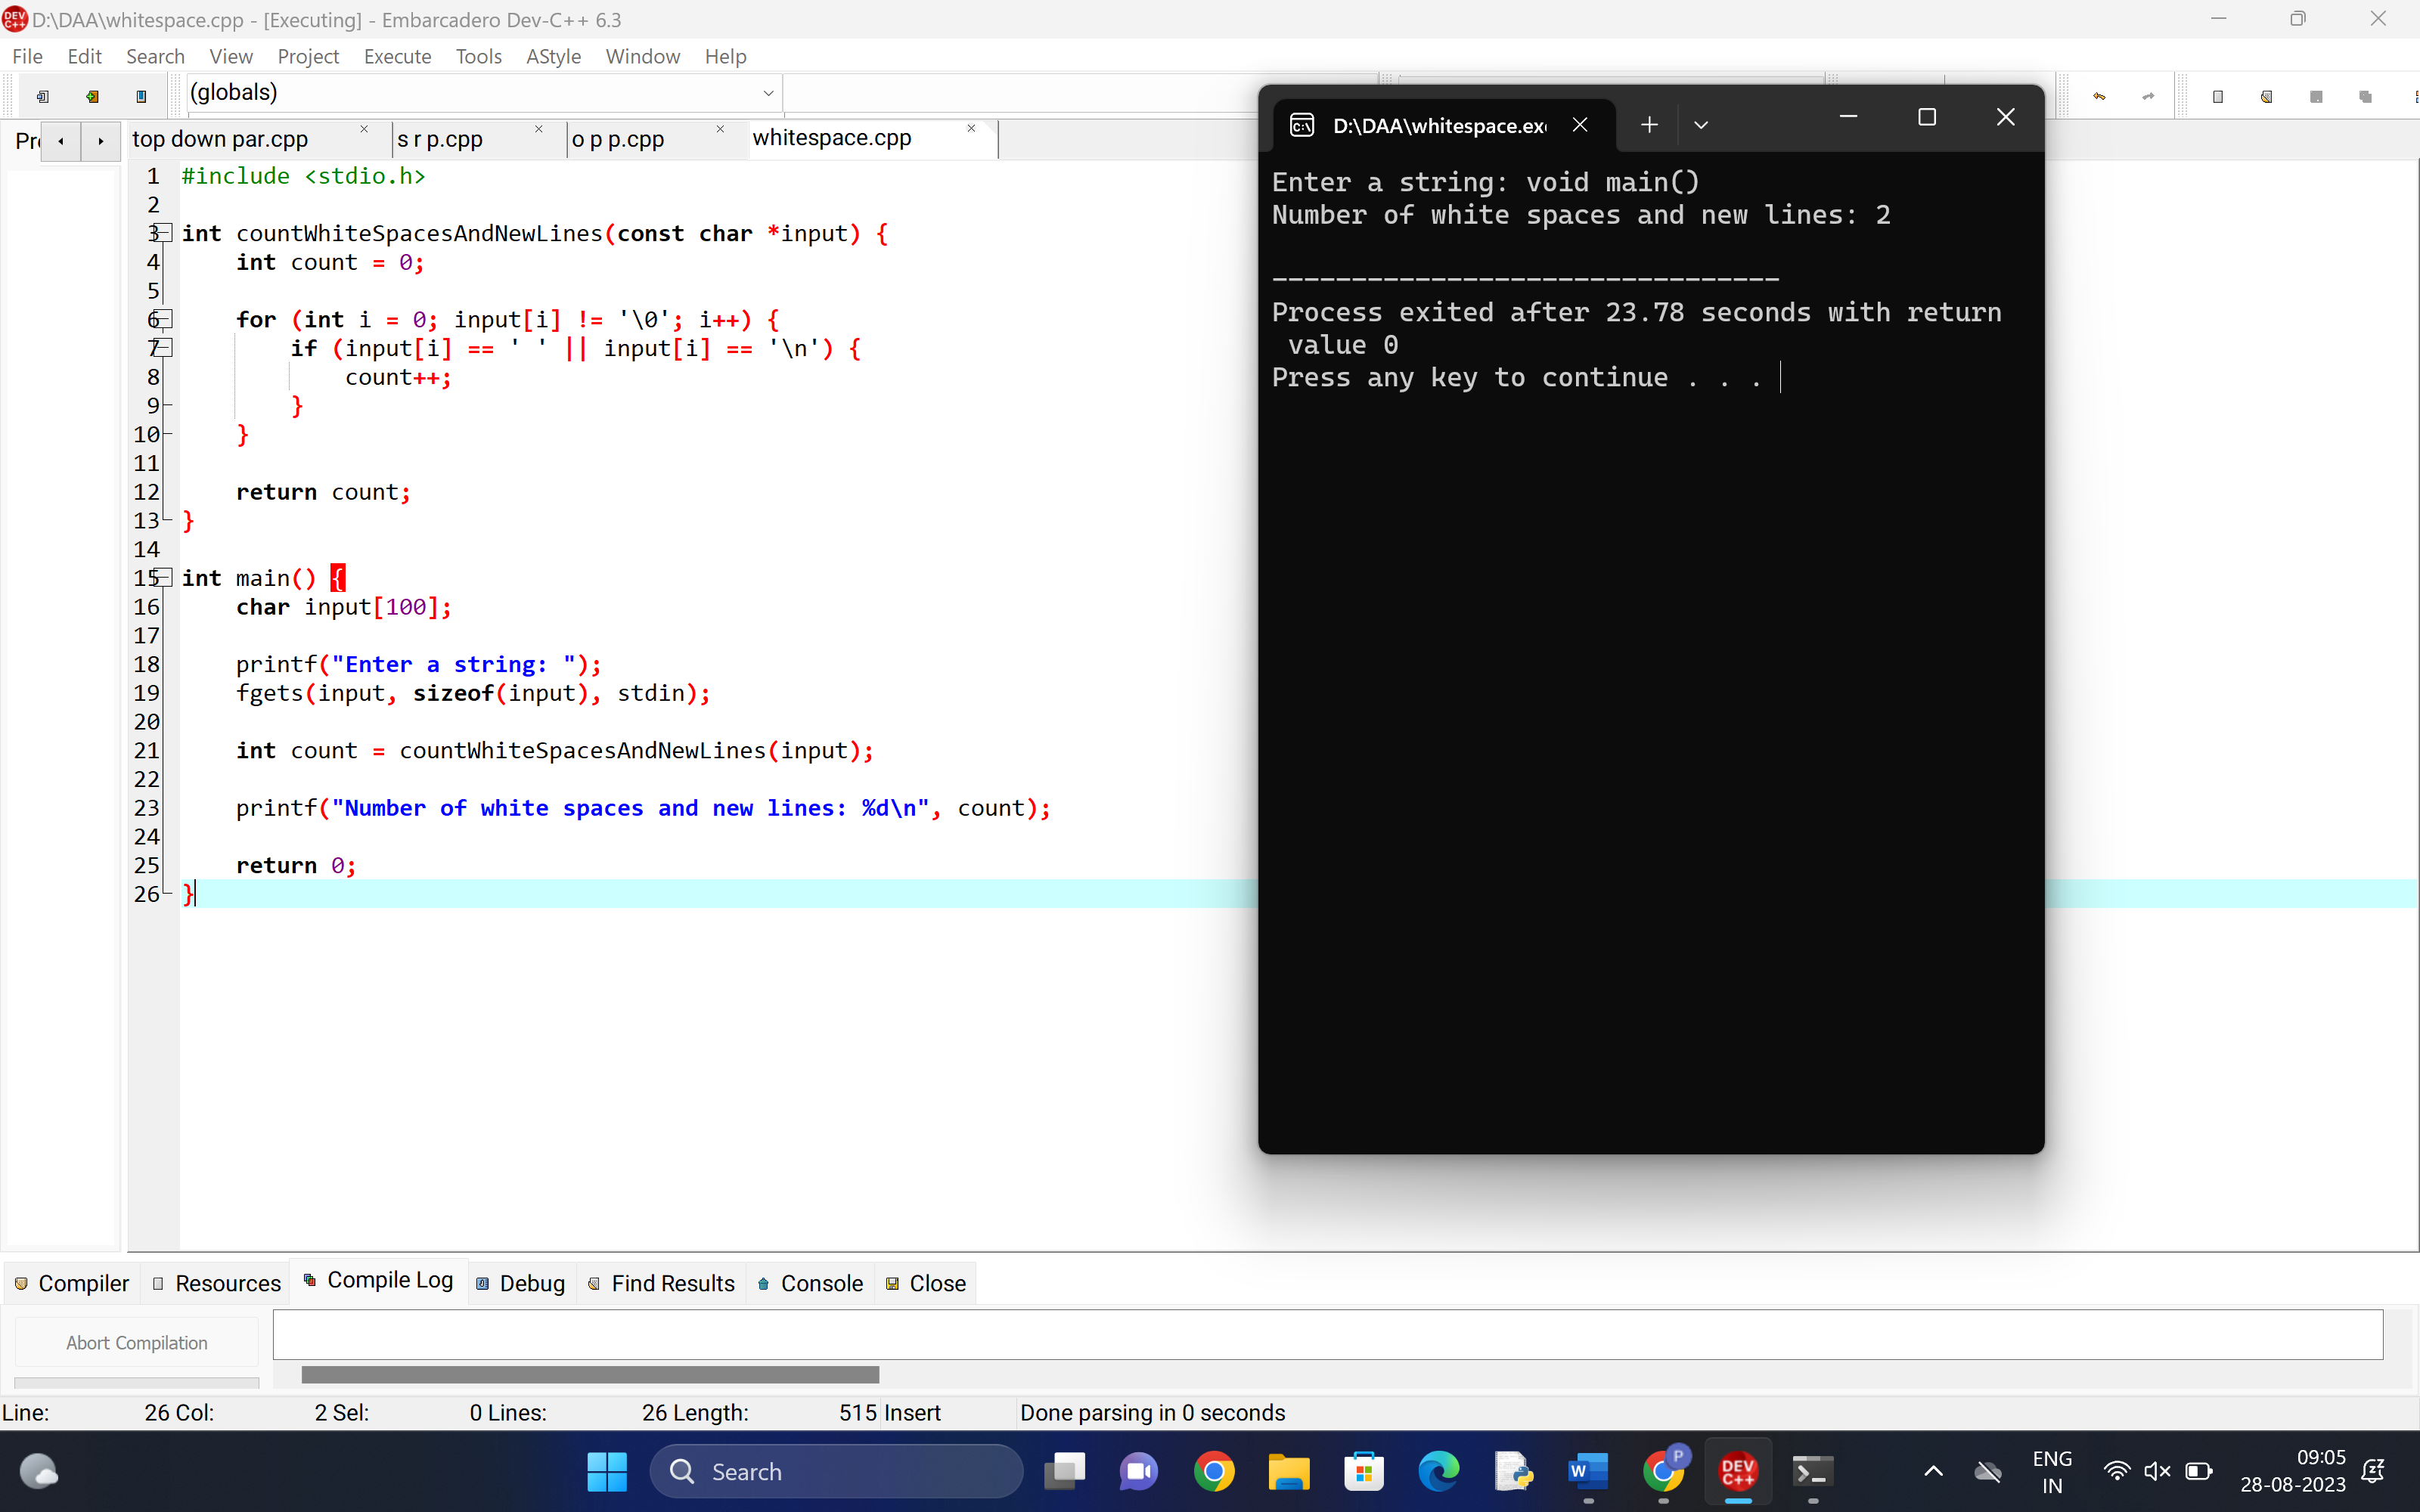 D:\DAA\whitespace.cpp - [Executing] - Embarcadero Dev-C++ 6.3
File Edit Search View Project Execute Tools AStyle Window Help
(globals)
top down par.cpp s r p.cpp o p p.cpp whitespace.cpp
1 #include <stdio.h>
2
3 int countWhiteSpacesAndNewLines(const char *input) {
4     int count = 0;
5
6     for (int i = 0; input[i] != '\0'; i++) {
7         if (input[i] == ' ' || input[i] == '\n') {
8             count++;
9         }
10     }
11
12     return count;
13 }
14
15 int main() {
16     char input[100];
17
18     printf("Enter a string: ");
19     fgets(input, sizeof(input), stdin);
20
21     int count = countWhiteSpacesAndNewLines(input);
22
23     printf("Number of white spaces and new lines: %d\n", count);
24
25     return 0;
26 }
D:\DAA\whitespace.ex
Enter a string: void main()
Number of white spaces and new lines: 2
--------------------------------
Process exited after 23.78 seconds with return
 value 0
Press any key to continue . . .
Compiler Resources Compile Log Debug Find Results Console Close
Abort Compilation
Line: 26 Col: 2 Sel: 0 Lines: 26 Length: 515 Insert Done parsing in 0 seconds
Search
ENG
IN
09:05
28-08-2023